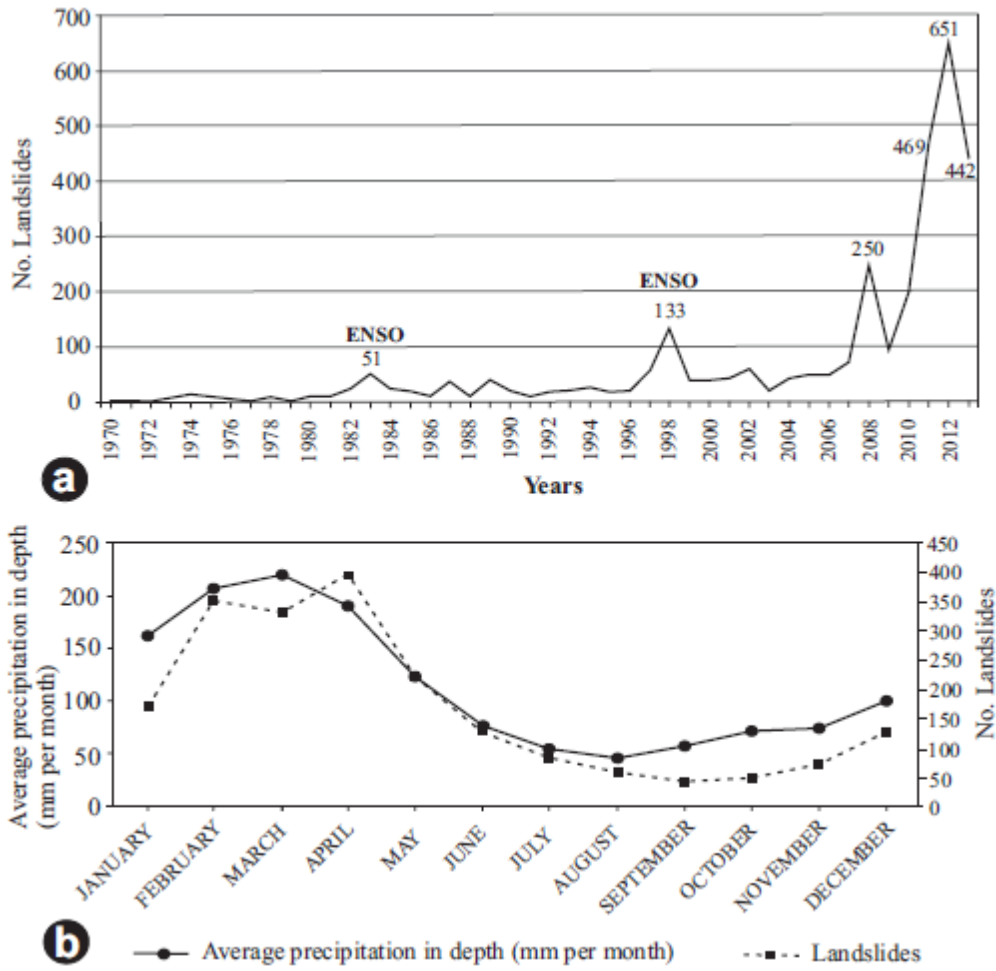 700
600
500
400
300
200
100
0
No. Landslides
ENSO
51
ENSO
133
250
469
651
442
1970
1972
1974
1976
1978
1980
1982
1984
1986
1988
1990
1992
1994
1996
1998
2000
2002
2004
2006
2008
2010
2012
Years
a
Average precipitation in depth
(mm per month)
250
200
150
100
50
0
450
400
350
300
250
200
150
100
50
0
No. Landslides
JANUARY
FEBRUARY
MARCH
APRIL
MAY
JUNE
JULY
AUGUST
SEPTEMBER
OCTOBER
NOVEMBER
DECEMBER
b
Average precipitation in depth (mm per month)
Landslides